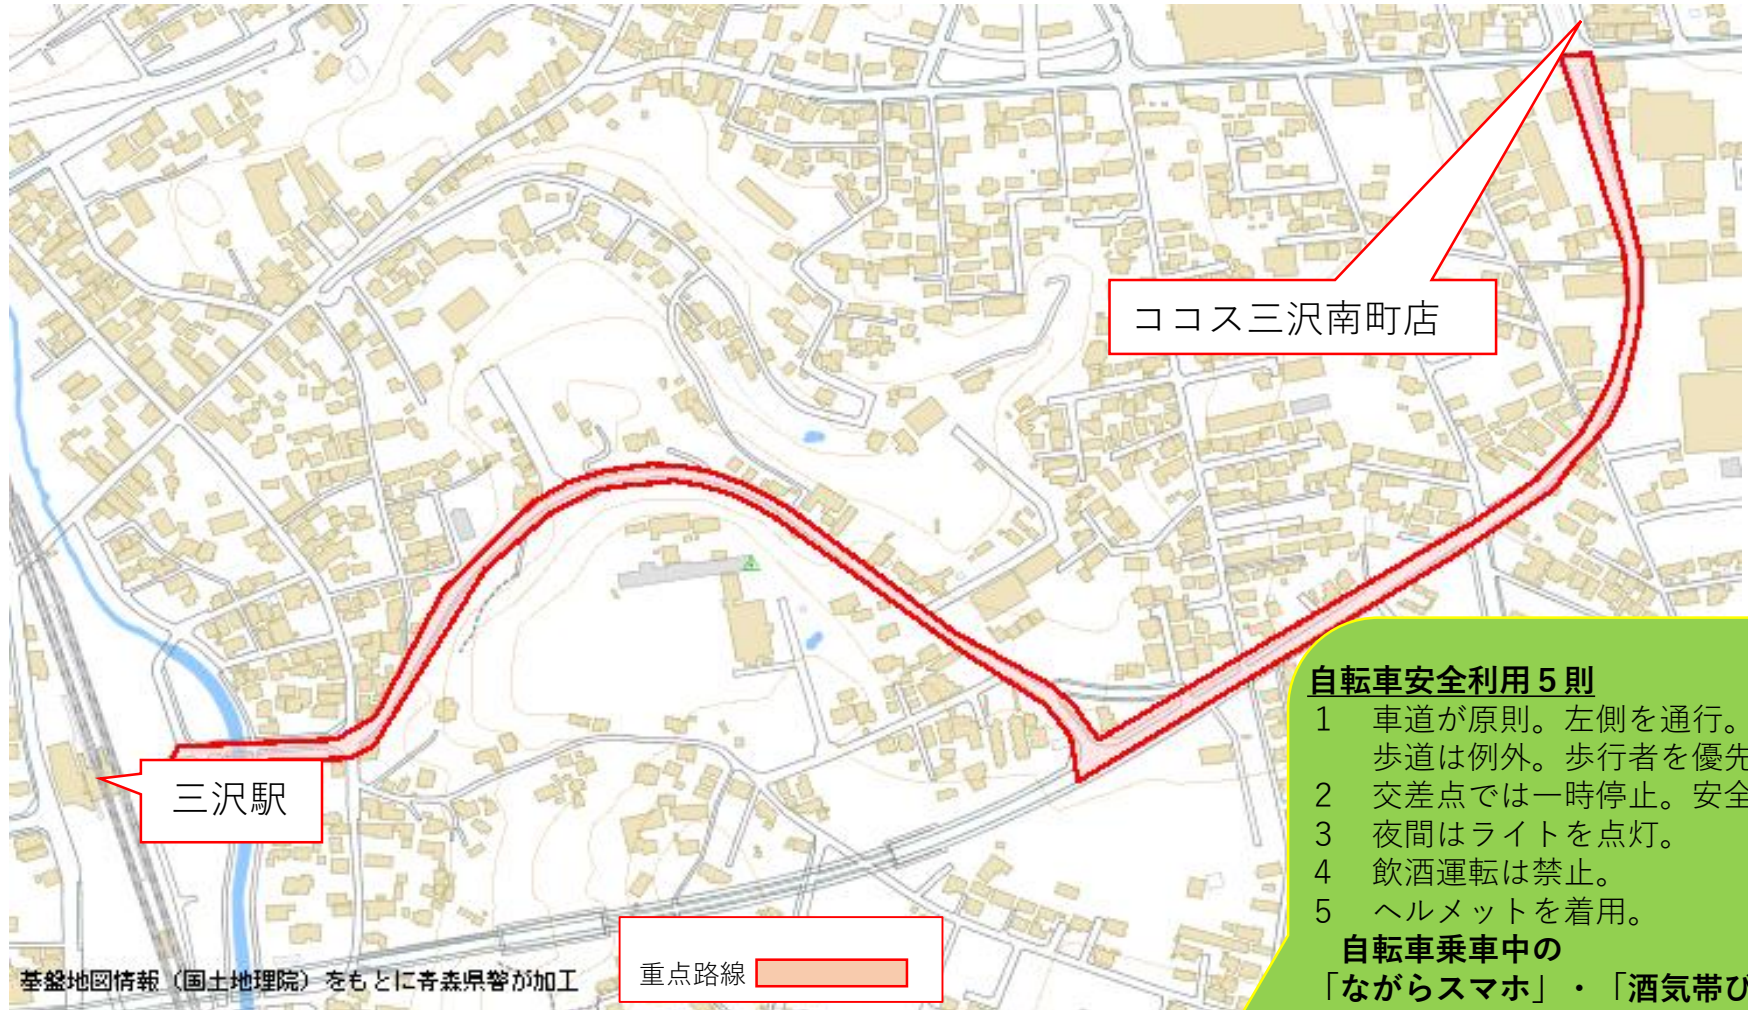 ココス三沢南町店
三沢駅
自転車安全利用５則
1 車道が原則。左側を通行。
歩道は例外。歩行者を優先
2 交差点では一時停止。安全
3 夜間はライトを点灯。
4 飲酒運転は禁止。
5 ヘルメットを着用。
自転車乗車中の
「ながらスマホ」・「酒気帯び
重点路線
基盤地図情報（国土地理院）をもとに青森県警が加工